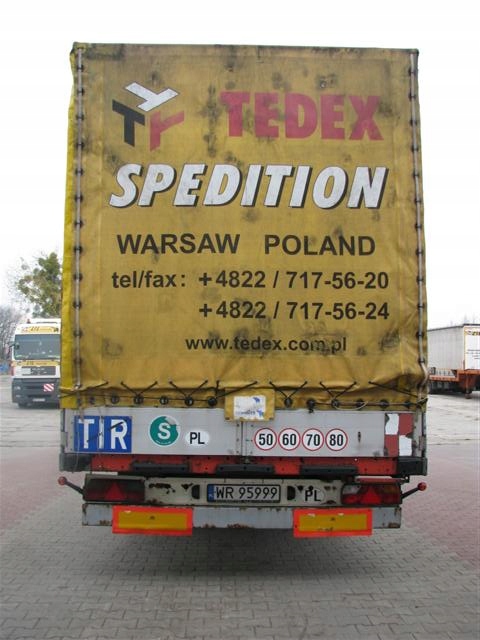 TEDEX
SPEDITION
WARSAW POLAND
tel/fax: +4822 / 717-56-20
+4822 / 717-56-24
www.tedex.com.pl
TIR S PL 50 60 70 80
WR 95999 PL